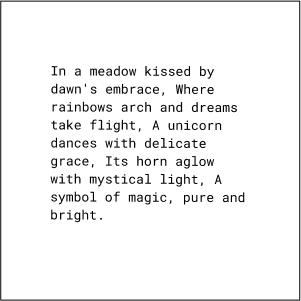 In a meadow kissed by
dawn's embrace, Where
rainbows arch and dreams
take flight, A unicorn
dances with delicate
grace, Its horn aglow
with mystical light, A
symbol of magic, pure and
bright.